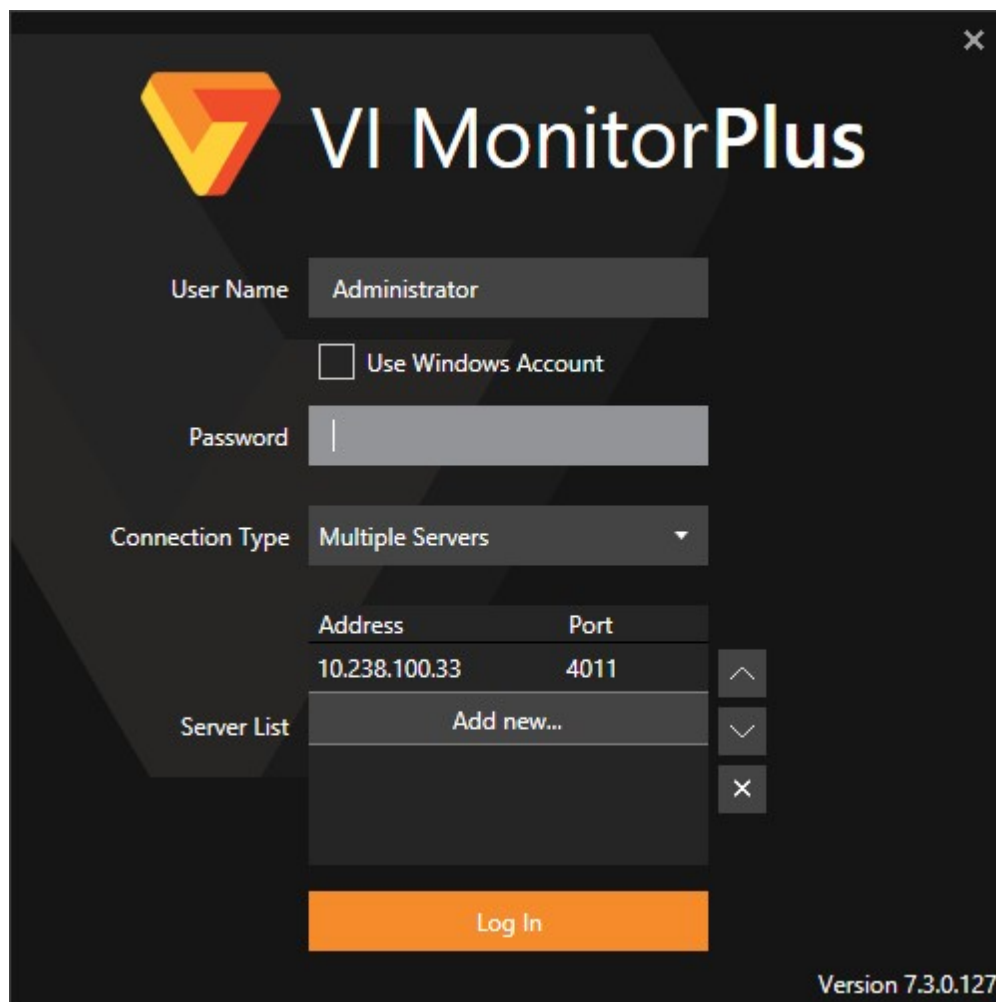 VI MonitorPlus
User Name
Administrator
Use Windows Account
Password
Connection Type
Multiple Servers
Address Port
10.238.100.33 4011
Server List
Add new...
Log In
Version 7.3.0.127